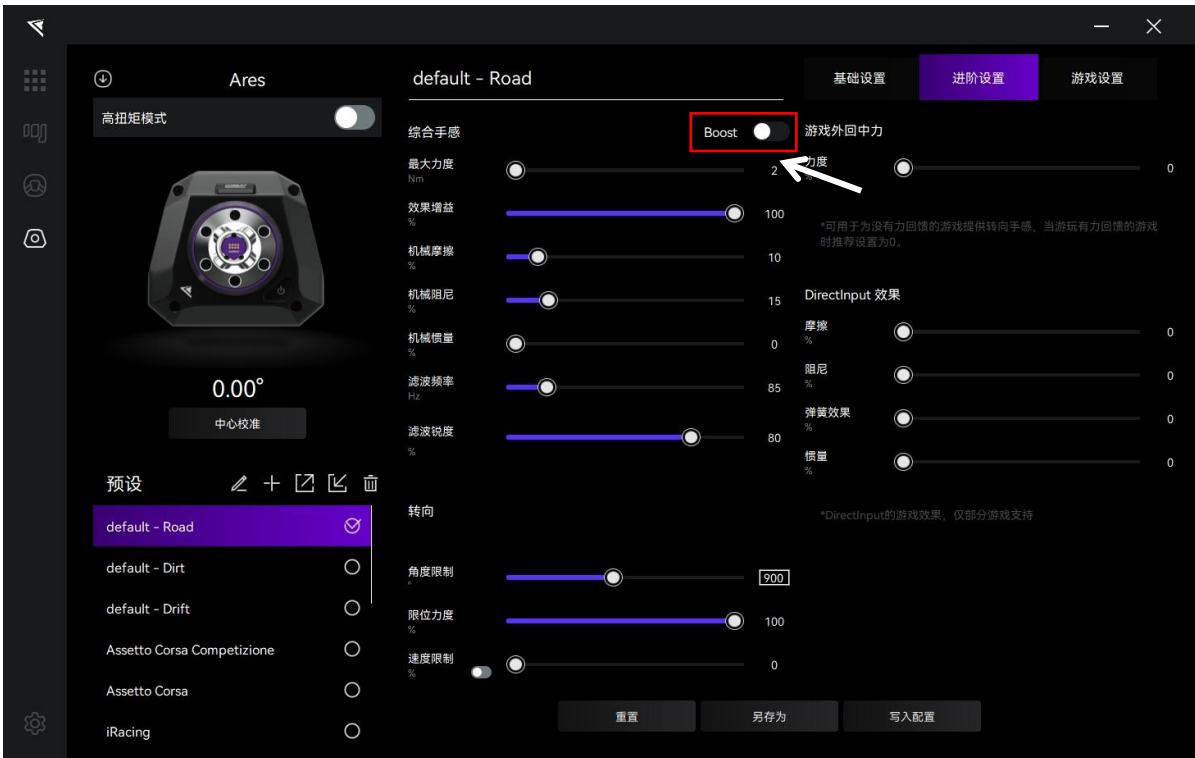 Ares
高扭矩模式
0.00°
中心校准
预设
default - Road
default - Dirt
default - Drift
Assetto Corsa Competizione
Assetto Corsa
iRacing
default - Road
基础设置
进阶设置
游戏设置
综合手感
Boost
最大力度
Nm
2
效果增益
%
100
机械摩擦
%
10
机械阻尼
%
15
机械惯量
%
0
滤波频率
Hz
85
滤波锐度
%
80
转向
角度限制
°
900
限位力度
%
100
速度限制
%
0
重置
另存为
写入配置
游戏外回中力
力度
%
0
*可用于为没有力回馈的游戏提供转向手感，当游玩有力回馈的游戏
时推荐设置为0。
DirectInput 效果
摩擦
%
0
阻尼
%
0
弹簧效果
%
0
惯量
%
0
*DirectInput的游戏效果，仅部分游戏支持